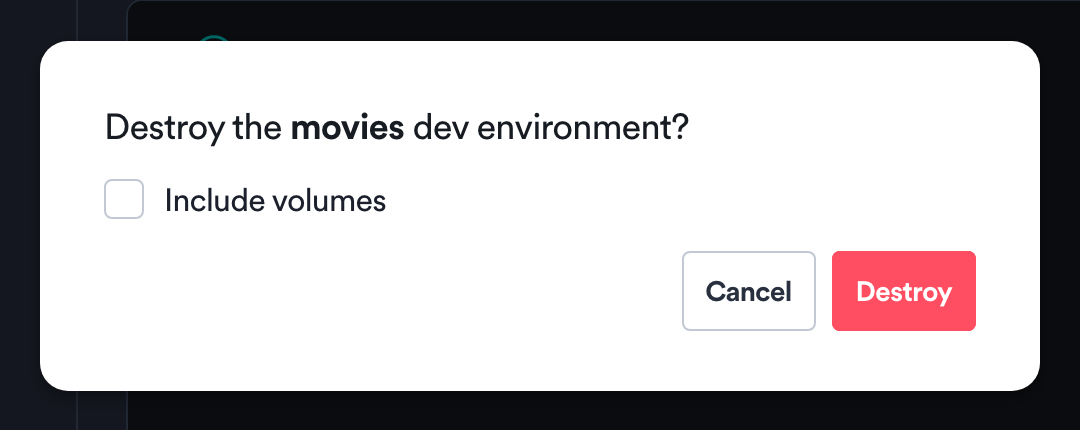 Destroy the movies dev environment?
Include volumes
Cancel
Destroy